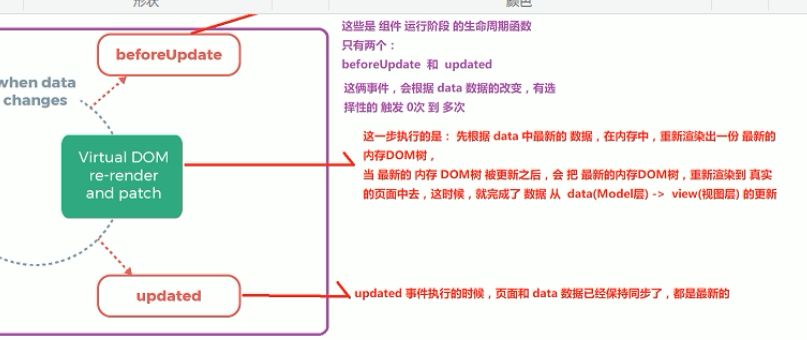 形状
颜色
这些是 组件 运行阶段 的生命周期函数
只有两个：
beforeUpdate 和 updated
这俩事件，会根据 data 数据的改变，有选
择性的 触发 0次 到 多次
beforeUpdate
when data
changes
Virtual DOM
re-render
and patch
这一步执行的是： 先根据 data 中最新的 数据，在内存中，重新渲染出一份 最新的
内存DOM树，
当 最新的 内存 DOM树 被更新之后，会 把 最新的内存DOM树，重新渲染到 真实
的页面中去，这时候，就完成了 数据 从 data(Model层) -> view(视图层) 的更新
updated
updated 事件执行的时候，页面和 data 数据已经保持同步了，都是最新的